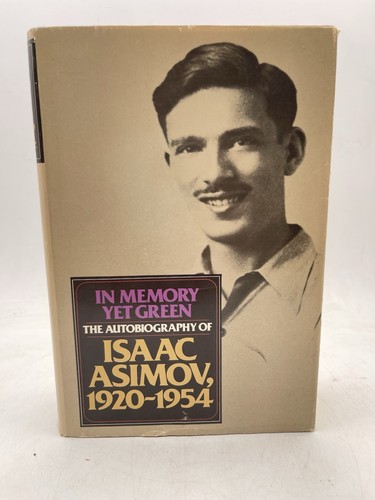 IN MEMORY
YET GREEN
THE AUTOBIOGRAPHY OF
ISAAC
ASIMOV,
1920~1954